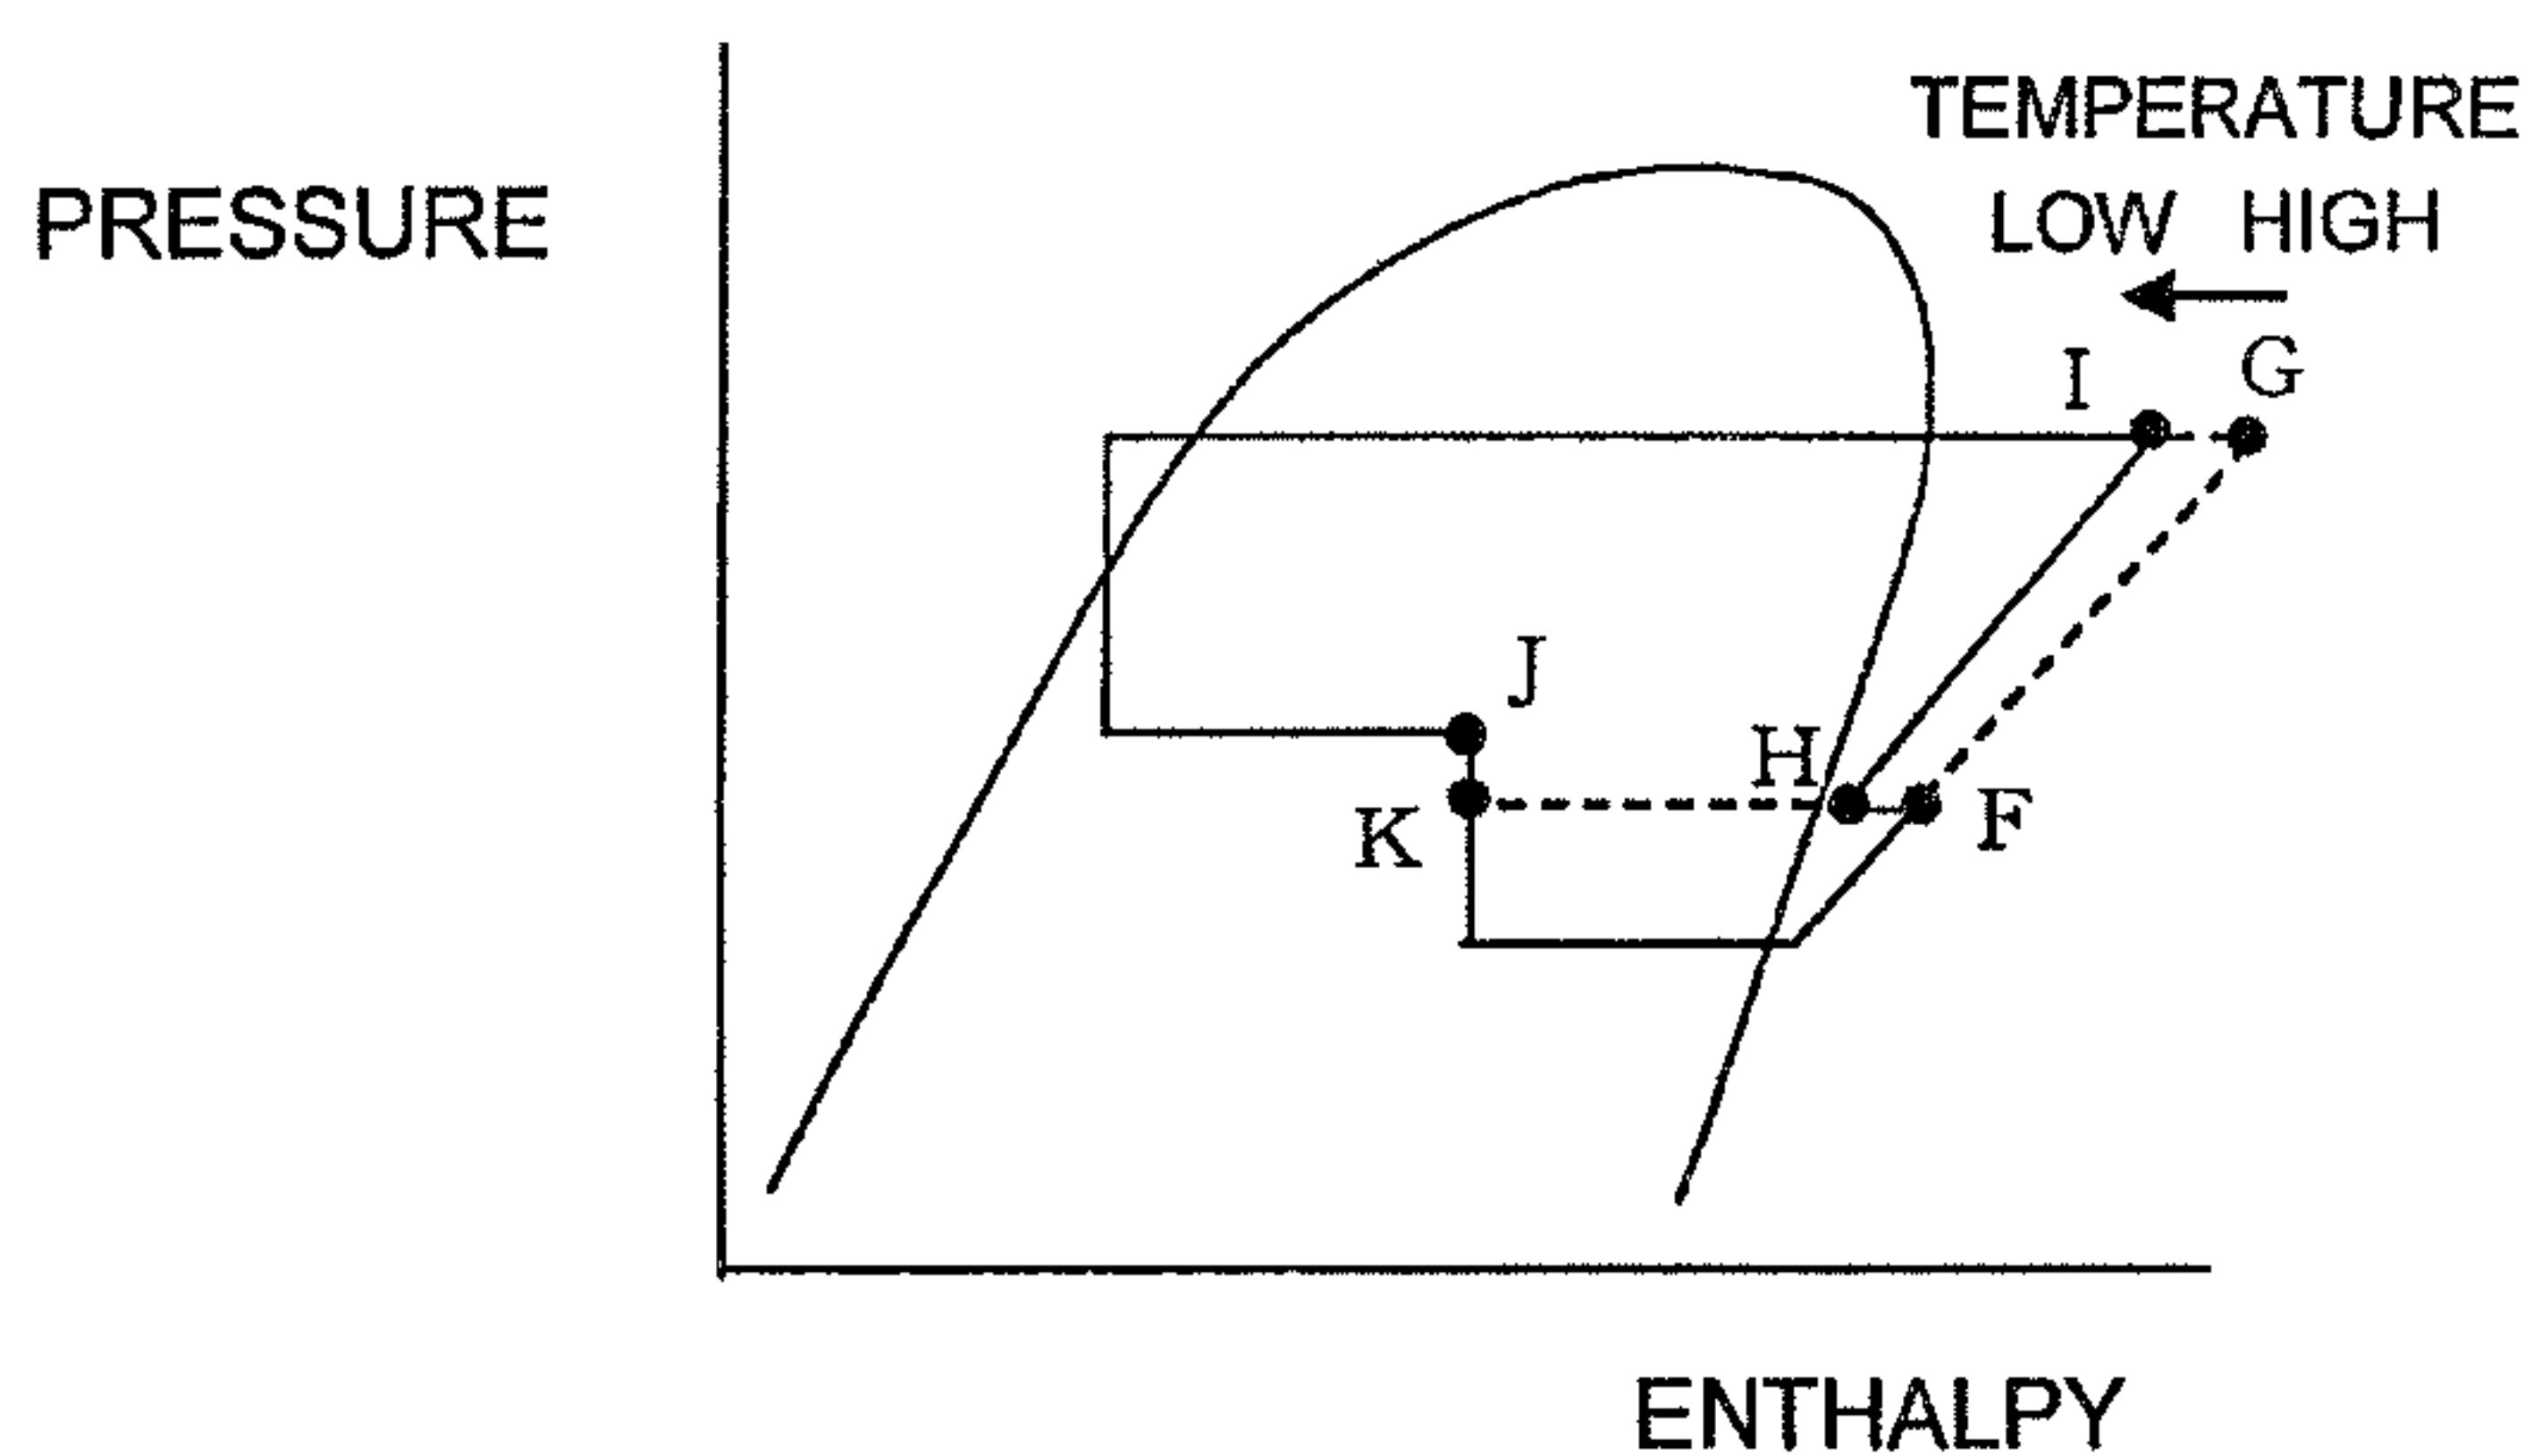 TEMPERATURE
PRESSURE
LOW HIGH
I
G
J
H
K
F
ENTHALPY